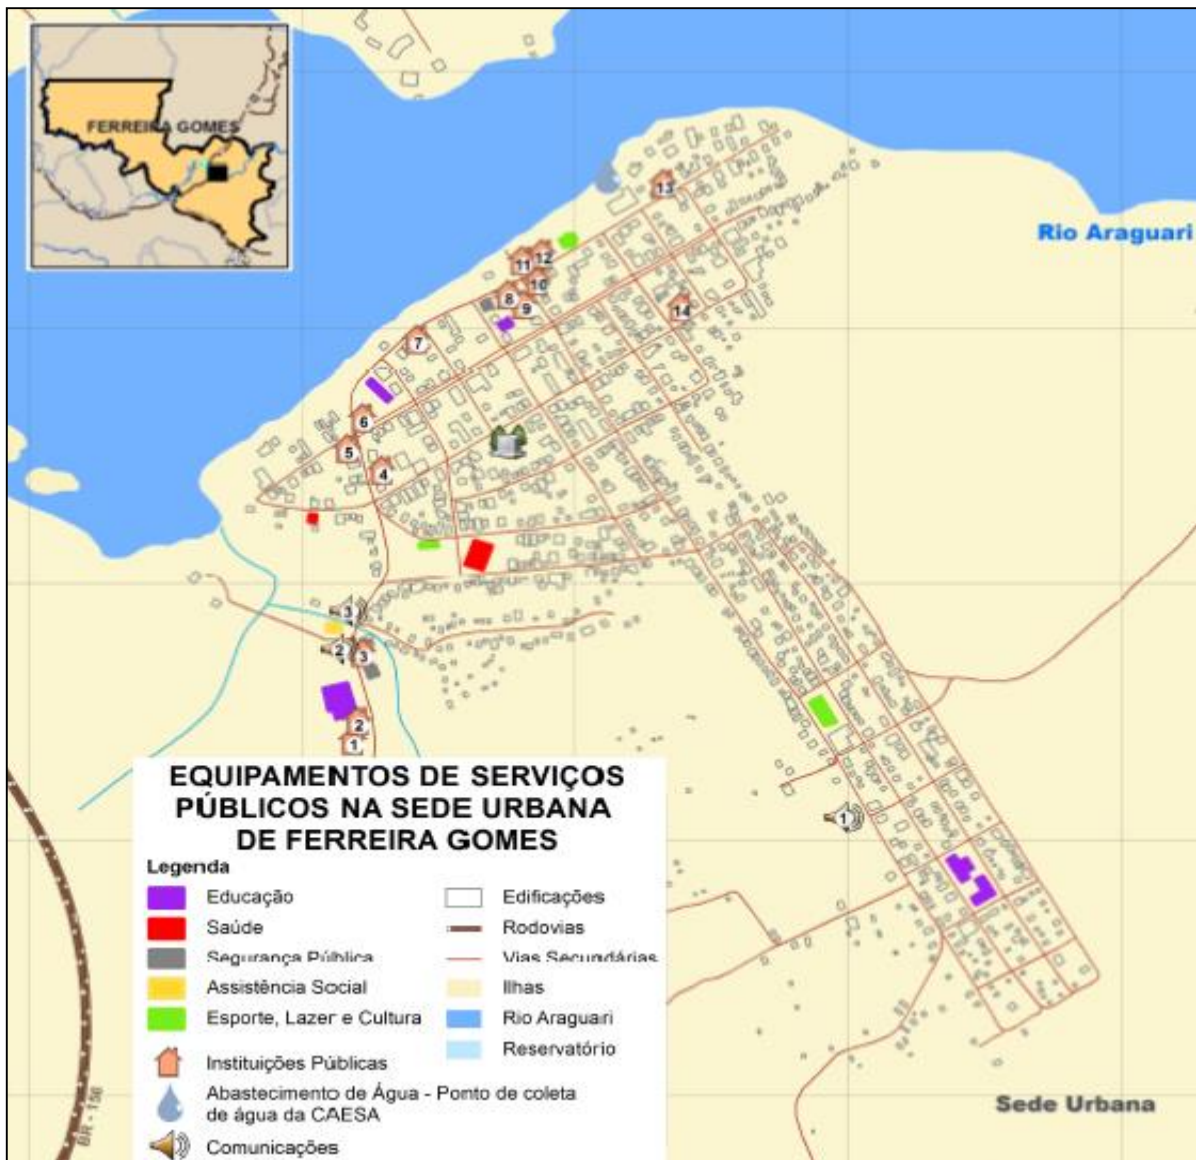 FERREIRA GOMES
Rio Araguari
13
12
11
10
8
9
14
7
6
5
4
3
2
3
2
1
1
EQUIPAMENTOS DE SERVIÇOS
PÚBLICOS NA SEDE URBANA
DE FERREIRA GOMES
Legenda
Educação
Saúde
Segurança Pública
Assistência Social
Esporte, Lazer e Cultura
Instituições Públicas
Abastecimento de Água - Ponto de coleta
de água da CAESA
Comunicações
Edificações
Rodovias
Vias Secundárias
Ilhas
Rio Araguari
Reservatório
BR - 156
Sede Urbana